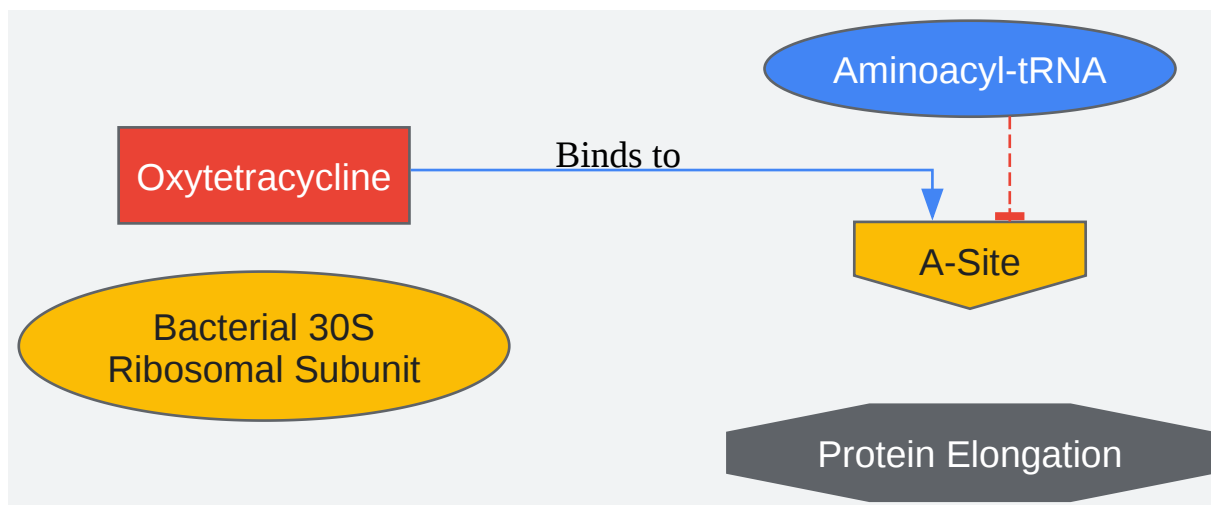 Aminoacyl-tRNA
Binds to
Oxytetracycline
A-Site
Bacterial 30S
Ribosomal Subunit
Protein Elongation